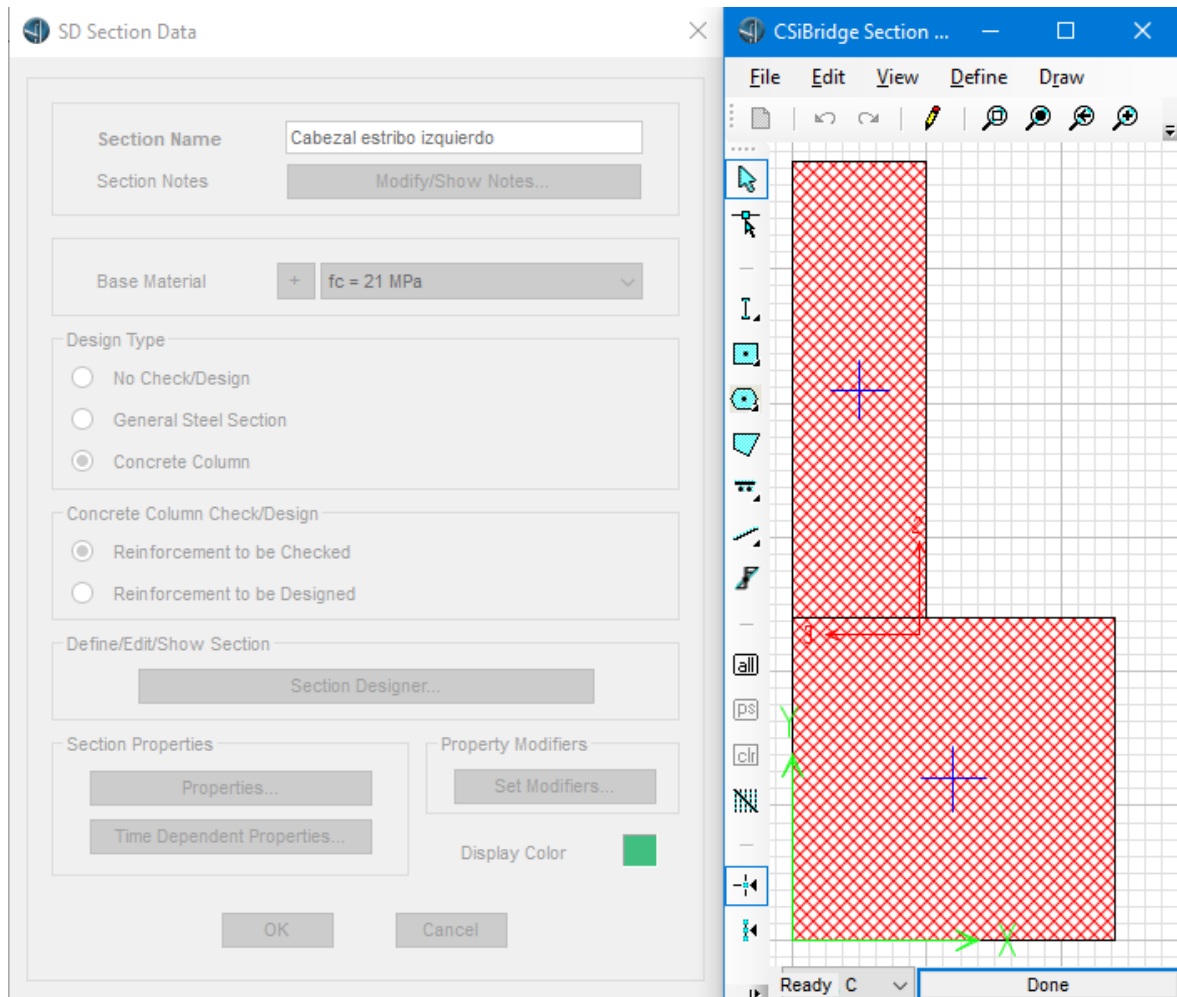 SD Section Data
Section Name
Cabezal estribo izquierdo
Section Notes
Modify/Show Notes...
Base Material
+
fc = 21 MPa
Design Type
No Check/Design
General Steel Section
Concrete Column
Concrete Column Check/Design
Reinforcement to be Checked
Reinforcement to be Designed
Define/Edit/Show Section
Section Designer...
Section Properties
Properties...
Time Dependent Properties...
Property Modifiers
Set Modifiers...
Display Color
OK
Cancel
CSiBridge Section ...
File Edit View Define Draw
all
ps
clr
2
3
Y
X
Ready C
Done